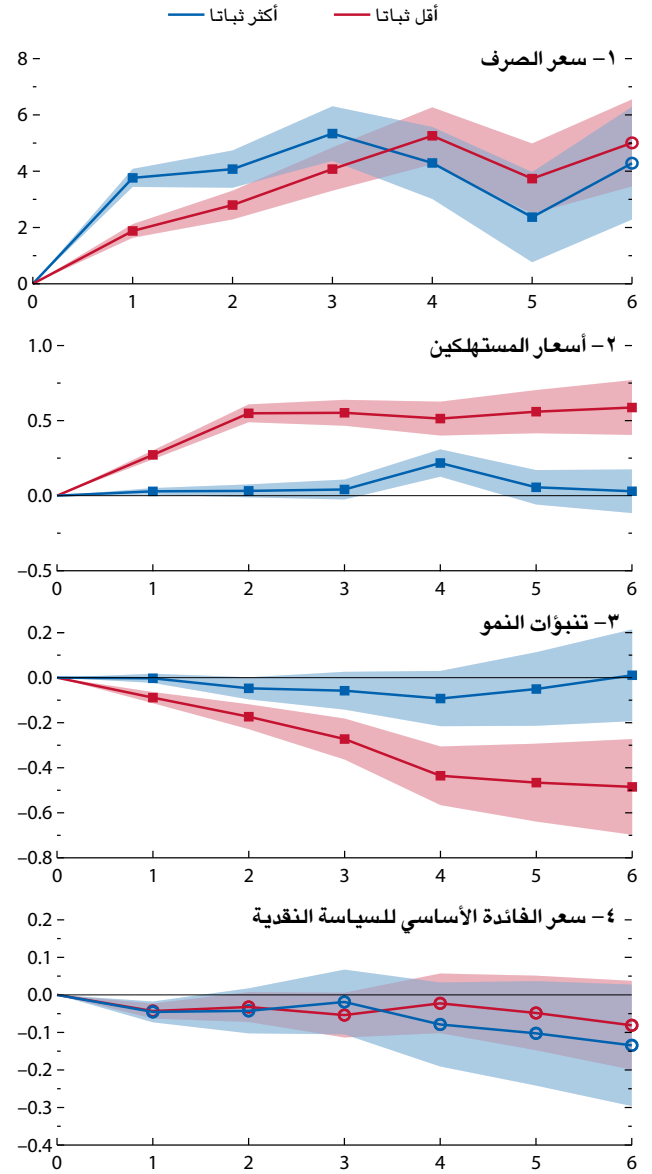 أقل ثباتا أكثر ثباتا
١– سعر الصرف
8
6
4
2
0
0 1 2 3 4 5 6
٢– أسعار المستهلكين
1.0
0.5
0.0
–0.5
0 1 2 3 4 5 6
٣– تنبؤات النمو
0.2
0.0
–0.2
–0.4
–0.6
–0.8
0 1 2 3 4 5 6
٤– سعر الفائدة الأساسي للسياسة النقدية
0.2
0.1
0.0
–0.1
–0.2
–0.3
–0.4
0 1 2 3 4 5 6